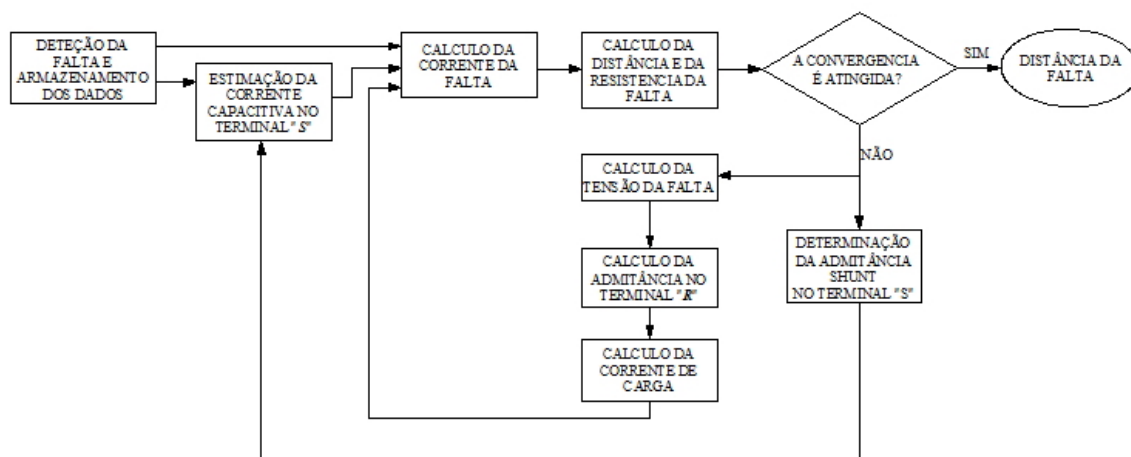 DETEÇÃO DA
FALTA E
ARMAZENAMENTO
DOS DADOS
ESTIMAÇÃO DA
CORRENTE
CAPACITIVA NO
TERMINAL "S"
CALCULO DA
CORRENTE DA
FALTA
CALCULO DA
DISTÂNCIA E DA
RESISTENCIA DA
FALTA
A CONVERGENCIA
É ATINGIDA?
SIM
DISTÂNCIA DA
FALTA
NÃO
CALCULO DA
TENSÃO DA FALTA
CALCULO DA
ADMITÂNCIA NO
TERMINAL "R"
CALCULO DA
CORRENTE DE
CARGA
DETERMINAÇÃO
DA ADMITÂNCIA
SHUNT
NO TERMINAL "S"